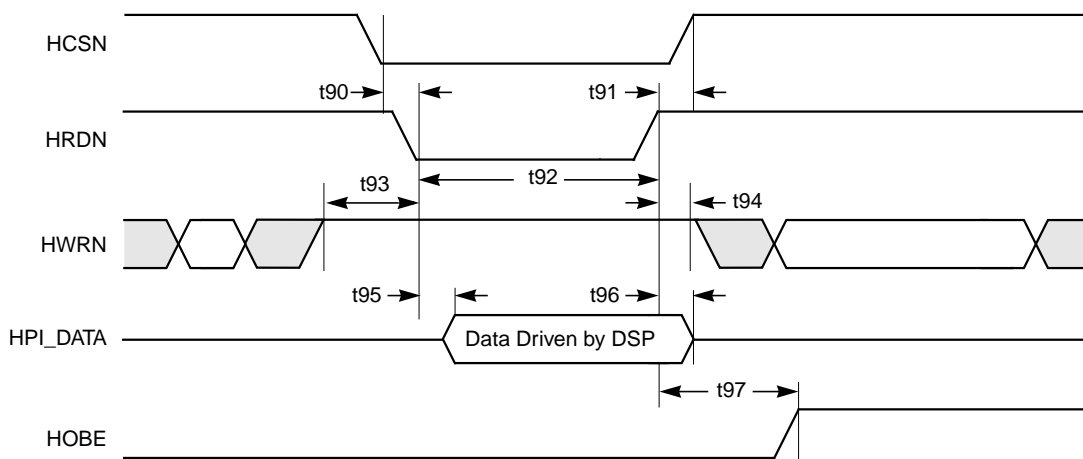 HCSN
t90
t91
HRDN
t92
t93
t94
HWRN
t95
t96
HPI_DATA
Data Driven by DSP
t97
HOBE